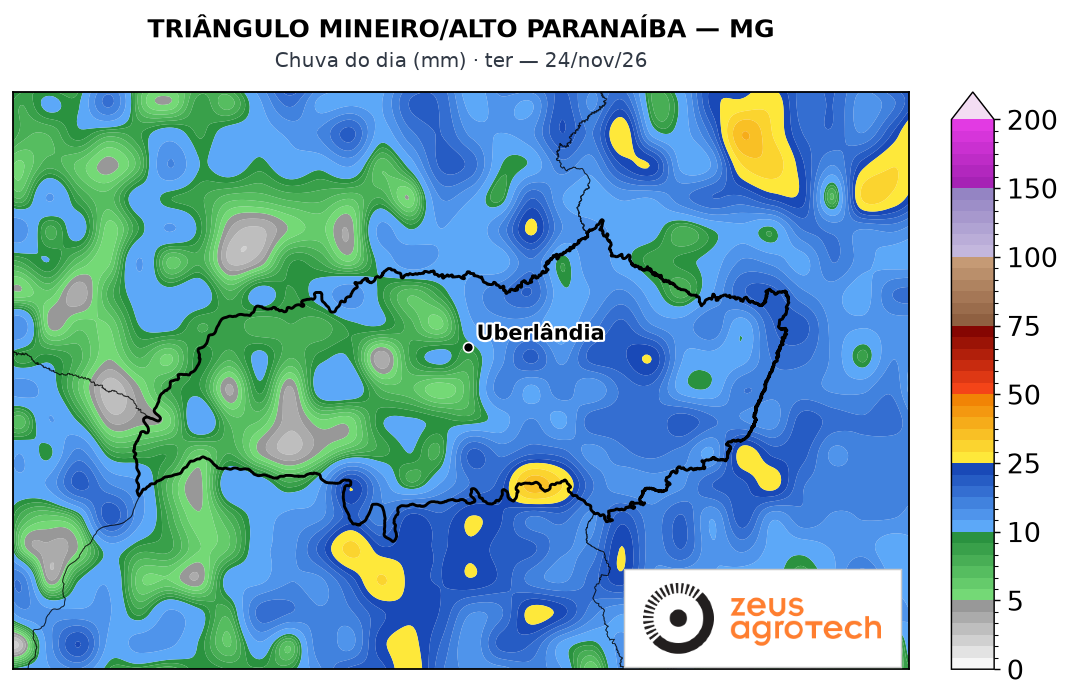 TRIÂNGULO MINEIRO/ALTO PARANAÍBA — MG
Chuva do dia (mm) · ter — 24/nov/26
200
150
100
75
50
25
10
5
0
Uberlândia
zeus
agrotech